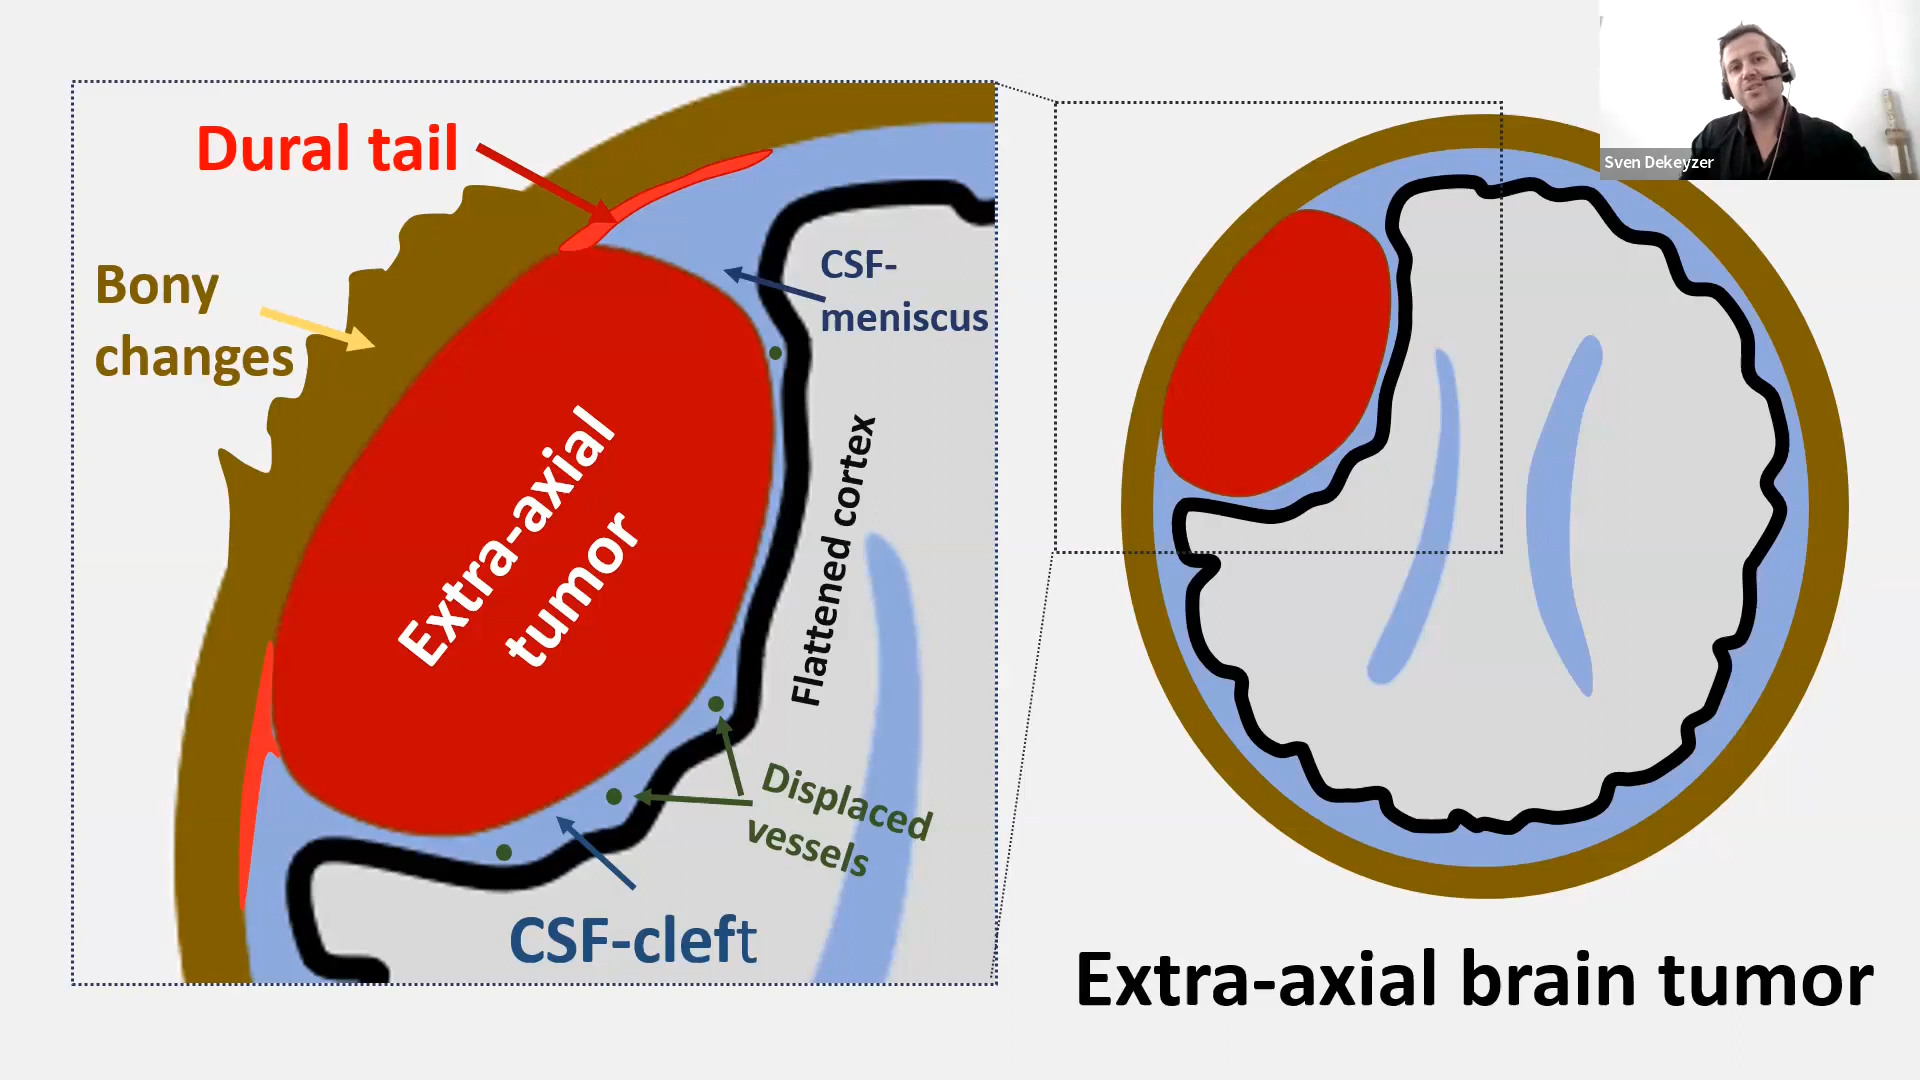 Sven Dekeyzer
Dural tail
Bony
changes
CSF-
meniscus
Extra-axial
tumor
Flattened cortex
Displaced
vessels
CSF-cleft
Extra-axial brain tumor